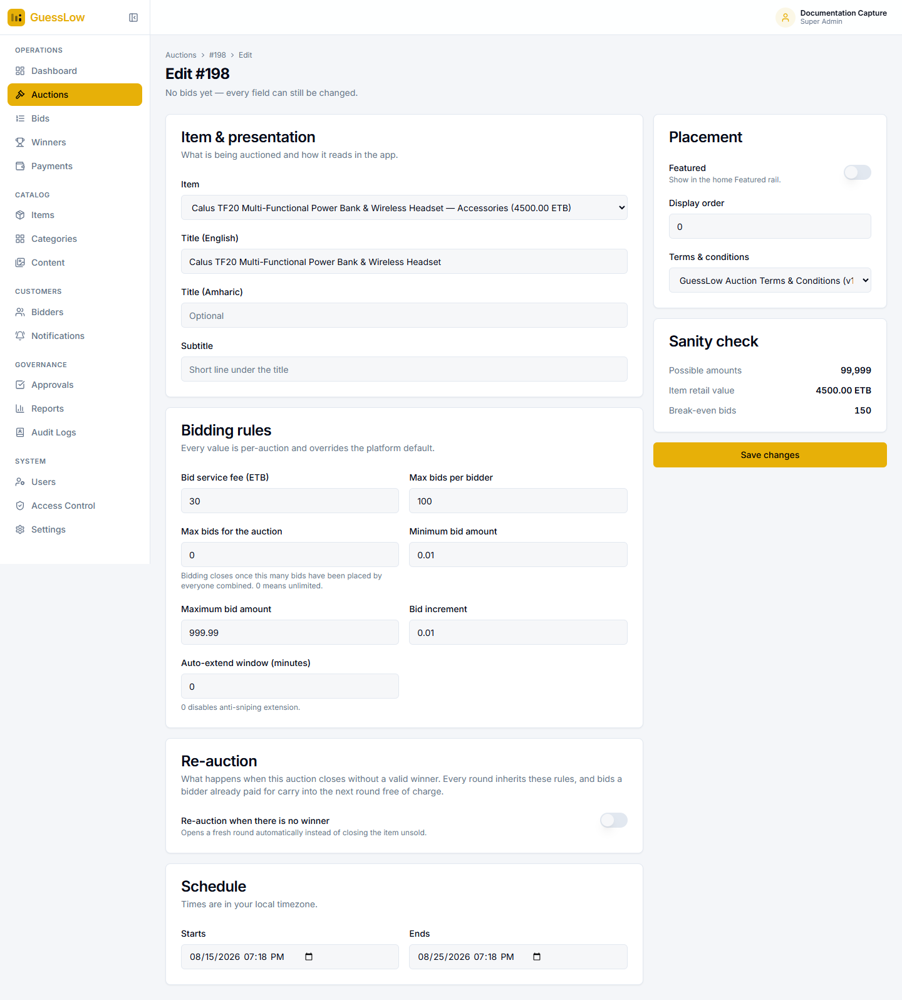 GuessLow
Documentation Capture
Super Admin
OPERATIONS
Dashboard
Auctions
Bids
Winners
Payments
CATALOG
Items
Categories
Content
CUSTOMERS
Bidders
Notifications
GOVERNANCE
Approvals
Reports
Audit Logs
SYSTEM
Users
Access Control
Settings
Auctions > #198 > Edit
Edit #198
No bids yet — every field can still be changed.
Item & presentation
What is being auctioned and how it reads in the app.
Item
Calus TF20 Multi-Functional Power Bank & Wireless Headset — Accessories (4500.00 ETB)
Title (English)
Calus TF20 Multi-Functional Power Bank & Wireless Headset
Title (Amharic)
Optional
Subtitle
Short line under the title
Bidding rules
Every value is per-auction and overrides the platform default.
Bid service fee (ETB)
30
Max bids per bidder
100
Max bids for the auction
0
Bidding closes once this many bids have been placed by
everyone combined. 0 means unlimited.
Minimum bid amount
0.01
Maximum bid amount
999.99
Bid increment
0.01
Auto-extend window (minutes)
0
0 disables anti-sniping extension.
Re-auction
What happens when this auction closes without a valid winner. Every round inherits these rules, and bids a
bidder already paid for carry into the next round free of charge.
Re-auction when there is no winner
Opens a fresh round automatically instead of closing the item unsold.
Schedule
Times are in your local timezone.
Starts
08/15/2026 07:18 PM
Ends
08/25/2026 07:18 PM
Placement
Featured
Show in the home Featured rail.
Display order
0
Terms & conditions
GuessLow Auction Terms & Conditions (v1
Sanity check
Possible amounts 99,999
Item retail value 4500.00 ETB
Break-even bids 150
Save changes